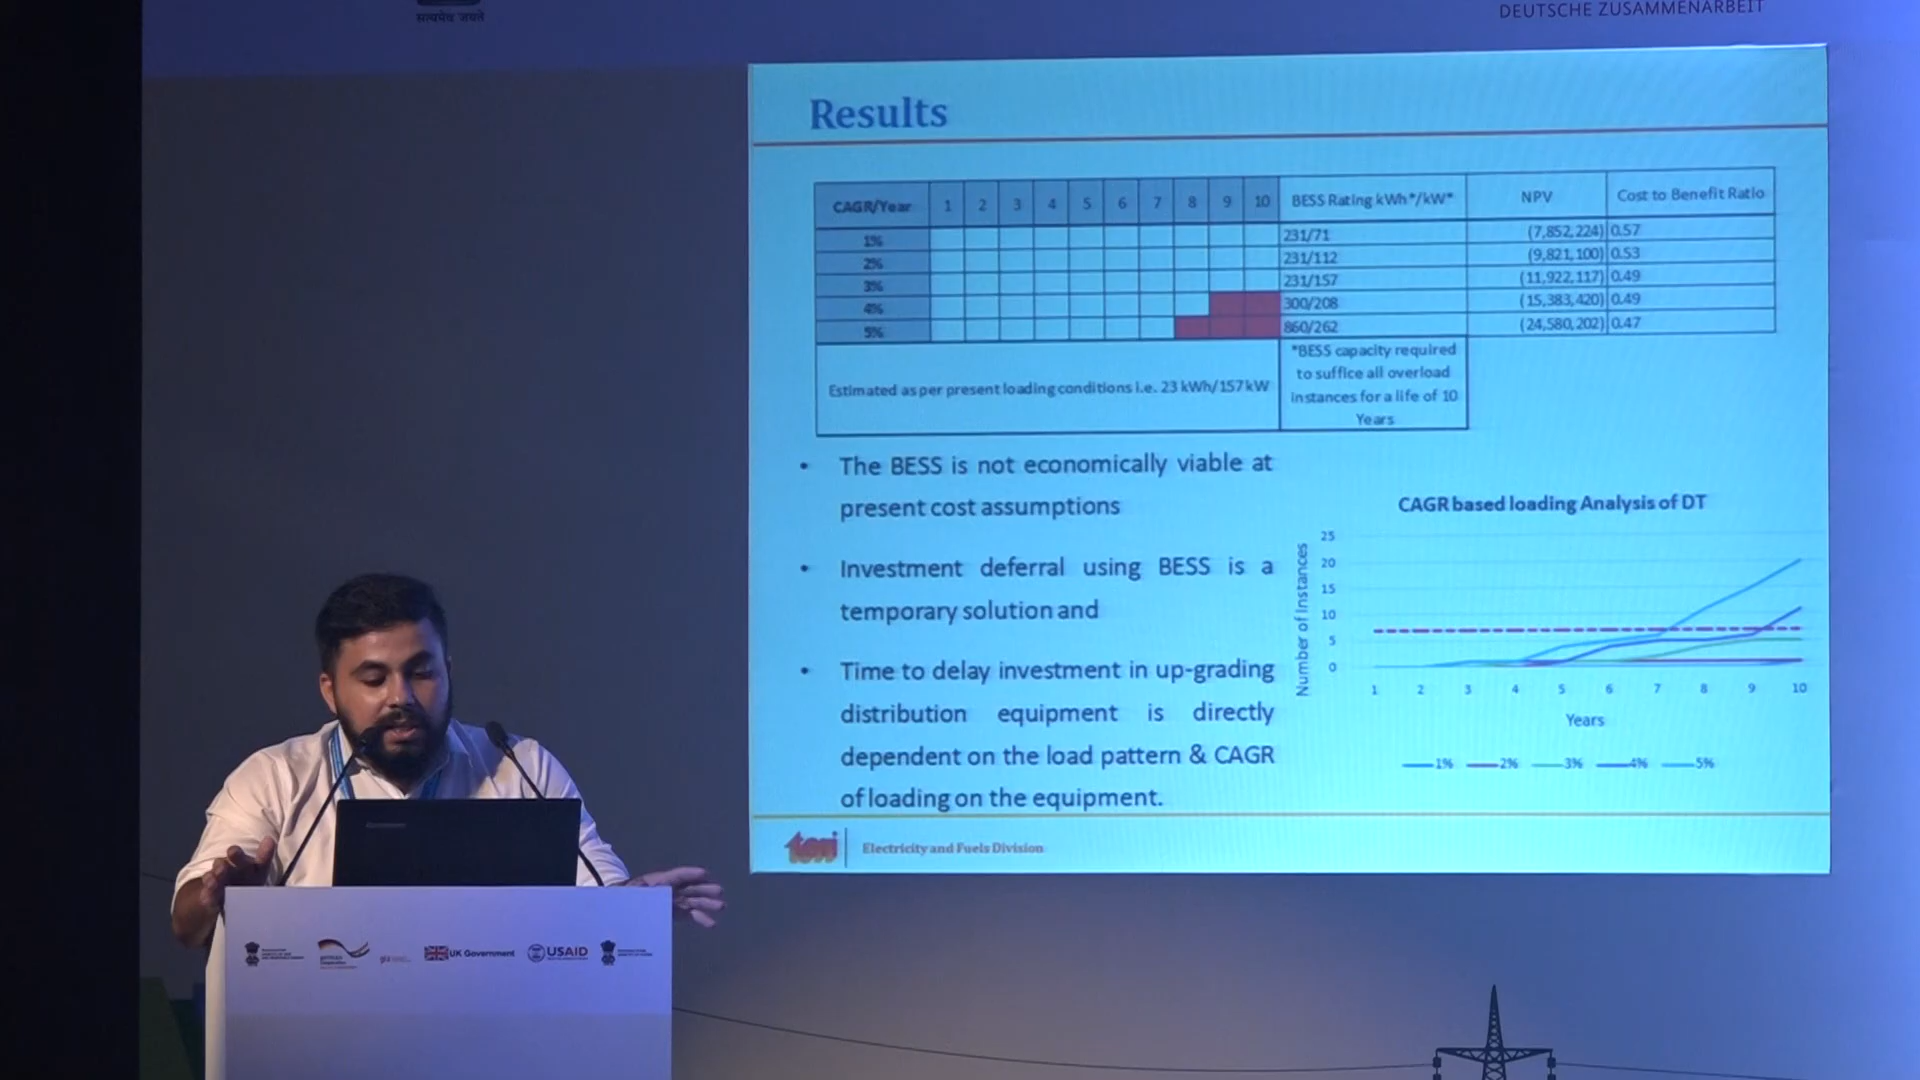 सत्यमेव जयते
DEUTSCHE ZUSAMMENARBEIT
Results
CAGR/Year 1 2 3 4 5 6 7 8 9 10 BESS Rating kWh*/kW* NPV Cost to Benefit Ratio
1% 231/71 (7,852,224) 0.57
2% 231/112 (9,821,100) 0.53
3% 231/157 (11,922,117) 0.49
4% 300/208 (15,383,420) 0.49
5% 860/262 (24,580,202) 0.47
Estimated as per present loading conditions i.e. 23 kWh/157kW
*BESS capacity required
to suffice all overload
instances for a life of 10
Years
• The BESS is not economically viable at
present cost assumptions
• Investment deferral using BESS is a
temporary solution and
• Time to delay investment in up-grading
distribution equipment is directly
dependent on the load pattern & CAGR
of loading on the equipment.
CAGR based loading Analysis of DT
Number of Instances
25
20
15
10
5
0
1 2 3 4 5 6 7 8 9 10
Years
1% 2% 3% 4% 5%
teri
Electricity and Fuels Division
german
cooperation
giz
UK Government
USAID